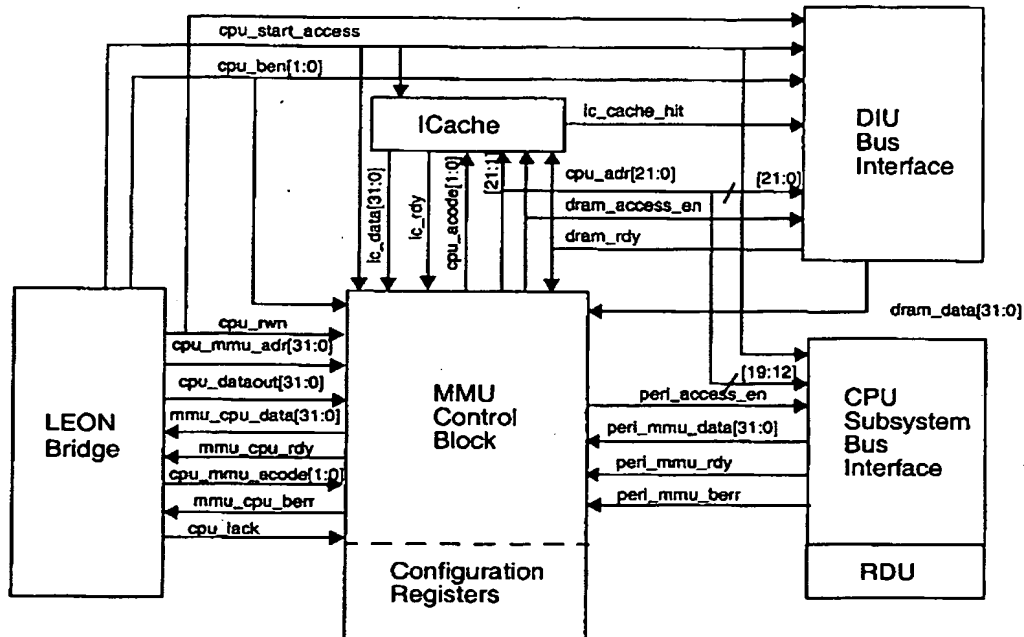 cpu_start_access
cpu_ben[1:0]
ICache
ic_cache_hit
DIU
Bus
Interface
ic_data[31:0]
ic_rdy
cpu_acode[1:0]
[21:1]
cpu_adr[21:0]
[21:0]
dram_access_en
dram_rdy
dram_data[31:0]
LEON
Bridge
cpu_rwn
cpu_mmu_adr[31:0]
cpu_dataout[31:0]
mmu_cpu_data[31:0]
mmu_cpu_rdy
cpu_mmu_acode[1:0]
mmu_cpu_berr
cpu_iack
MMU
Control
Block
Configuration
Registers
[19:12]
peri_access_en
peri_mmu_data[31:0]
peri_mmu_rdy
peri_mmu_berr
CPU
Subsystem
Bus
Interface
RDU